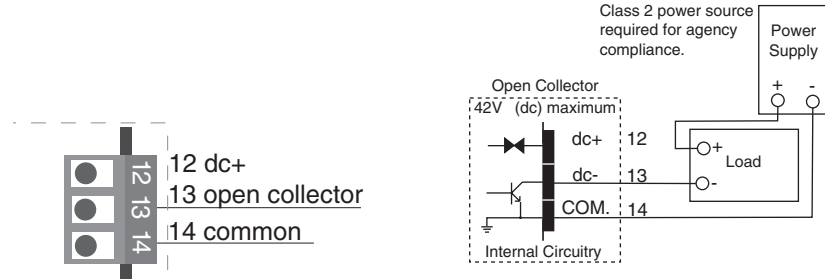 Class 2 power source
required for agency
compliance.
Power
Supply
+ -
Open Collector
42V (dc) maximum
dc+ 12
dc- 13
COM. 14
Internal Circuitry
+
Load
-
12 12 dc+
13 13 open collector
14 14 common